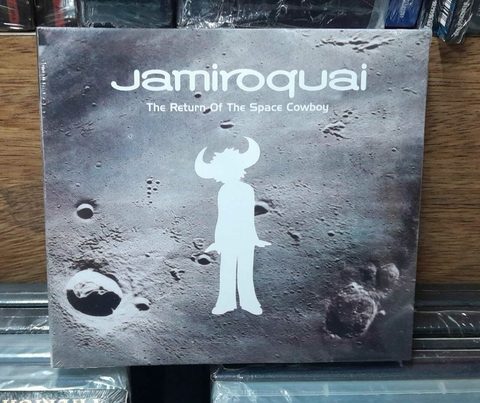 Jamiroquai
The Return Of The Space Cowboy